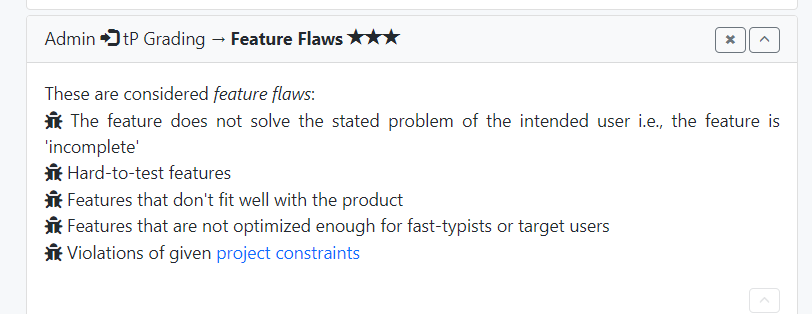 Admin tP Grading → Feature Flaws ★★★
These are considered feature flaws:
The feature does not solve the stated problem of the intended user i.e., the feature is
'incomplete'
Hard-to-test features
Features that don't fit well with the product
Features that are not optimized enough for fast-typists or target users
Violations of given project constraints